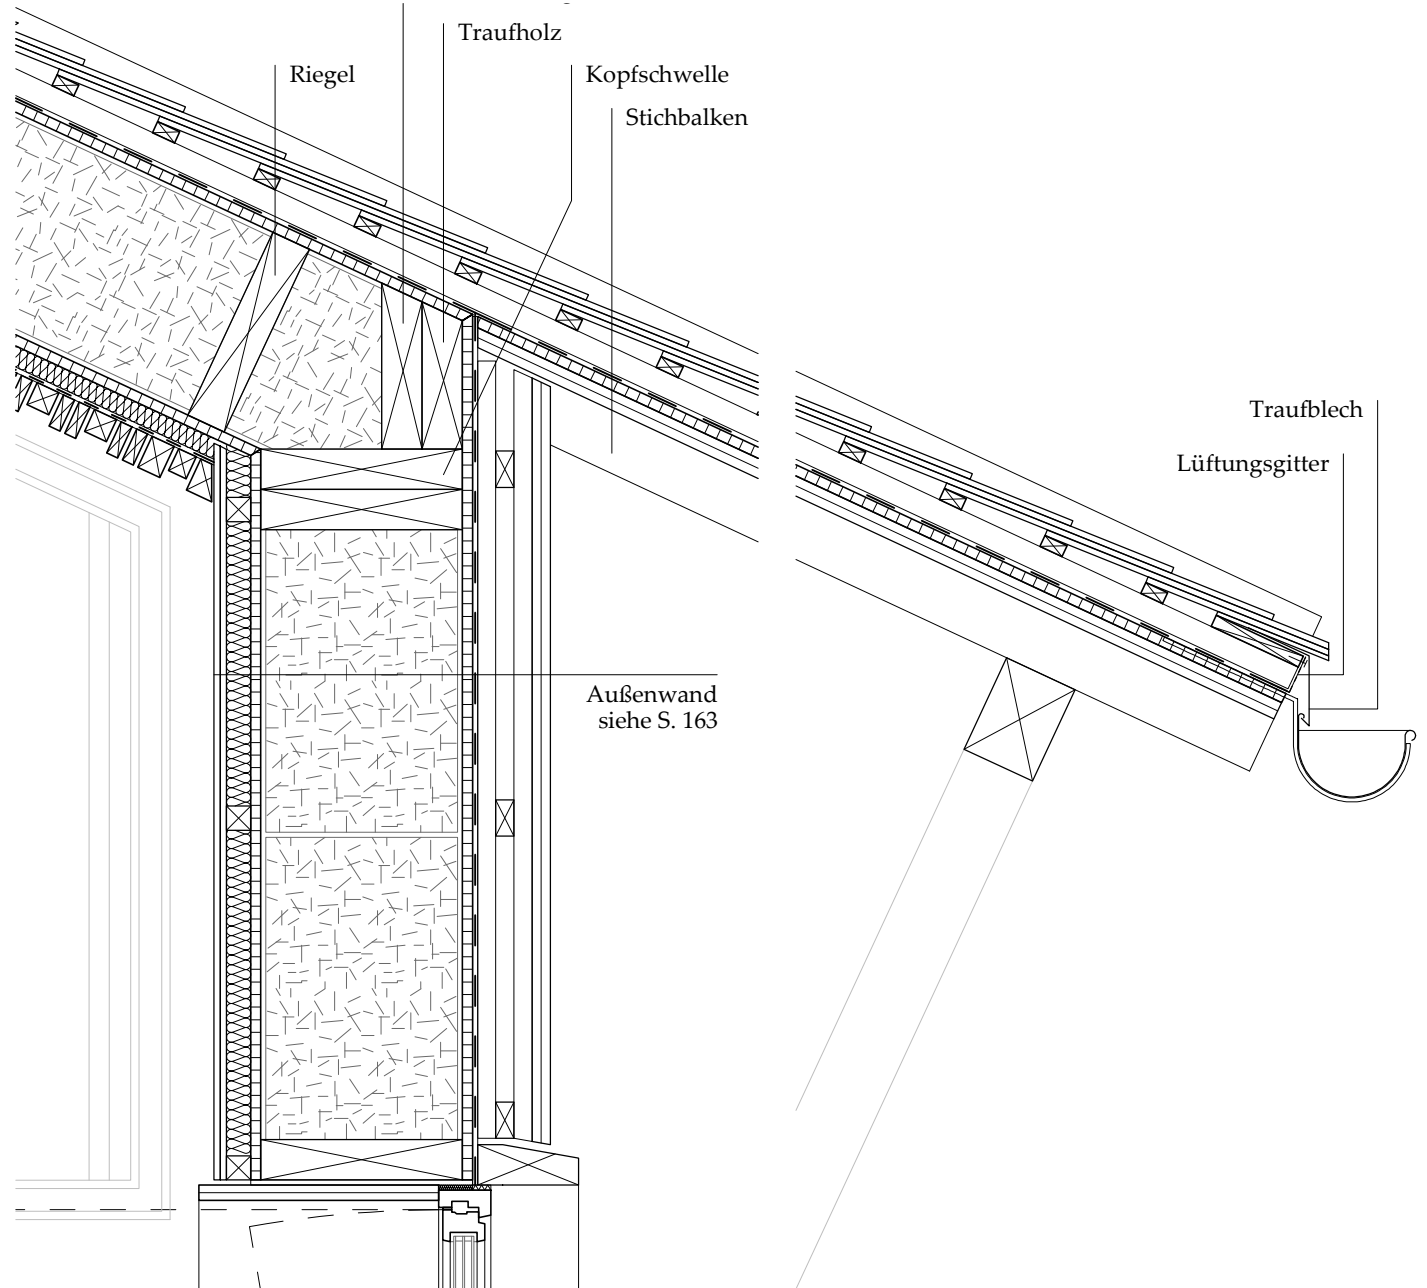 Traufholz
Riegel
Kopfschwelle
Stichbalken
Traufblech
Lüftungsgitter
Außenwand
siehe S. 163